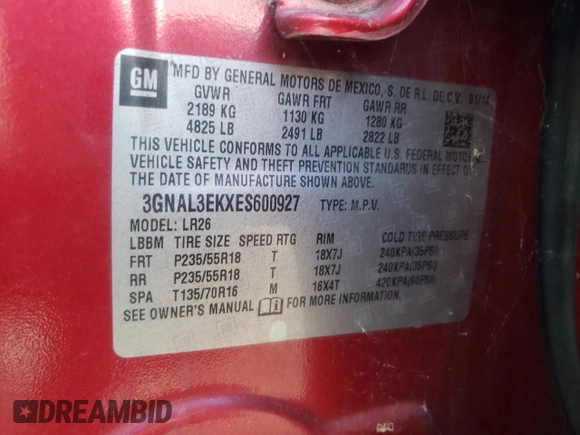 GM
MFD BY GENERAL MOTORS DE MEXICO, S. DE R.L. DE C.V. 01/14
GVWR GAWR FRT GAWR RR
2189 KG 1130 KG 1280 KG
4825 LB 2491 LB 2822 LB
THIS VEHICLE CONFORMS TO ALL APPLICABLE U.S. FEDERAL MOTOR
VEHICLE SAFETY AND THEFT PREVENTION STANDARDS IN EFFECT ON
THE DATE OF MANUFACTURE SHOWN ABOVE.
3GNAL3EKXES600927 TYPE: M.P.V.
MODEL: LR26
LBBM TIRE SIZE SPEED RTG RIM COLD TIRE PRESSURE
FRT P235/55R18 T 18X7J 240KPA(35PSI)
RR P235/55R18 T 18X7J 240KPA(35PSI)
SPA T135/70R16 M 16X4T 420KPA(60PSI)
SEE OWNER'S MANUAL FOR MORE INFORMATION.
DREAMBID